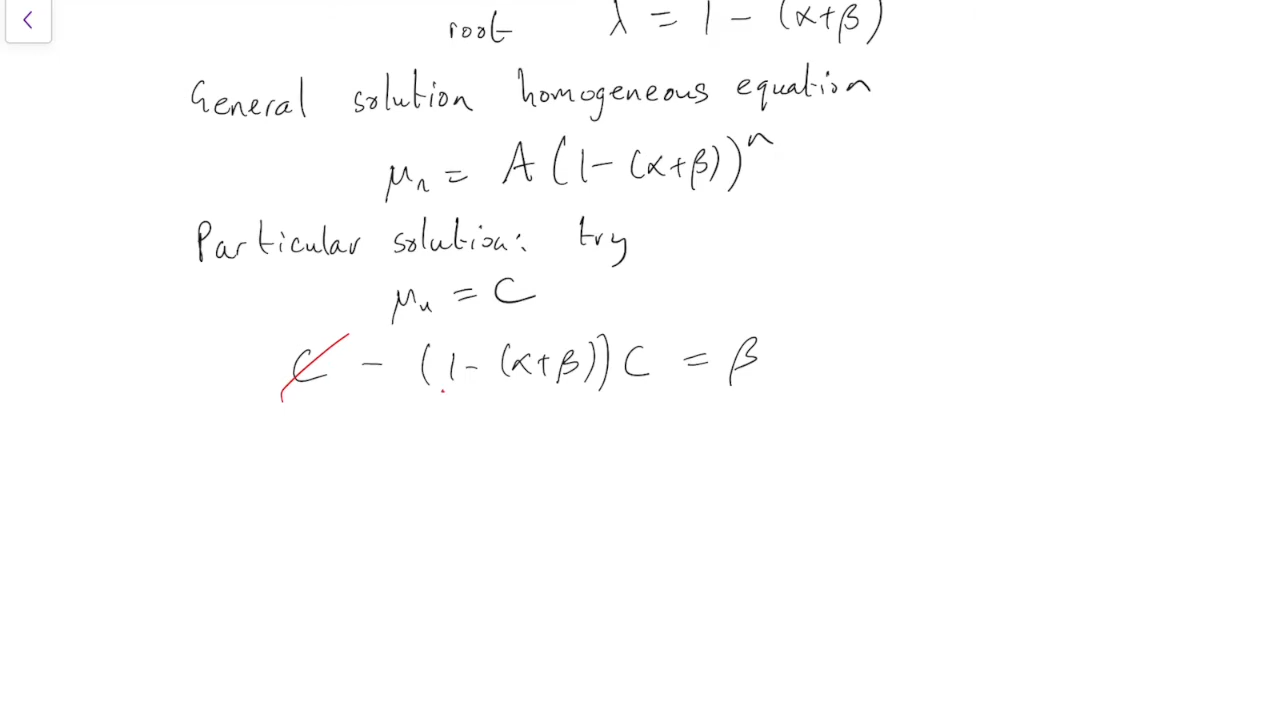 root λ = 1 - (α+β)
General solution homogeneous equation
μₙ = A (1 - (α+β))ⁿ
Particular solution: try
μₙ = C
C - (1 - (α+β)) C = β